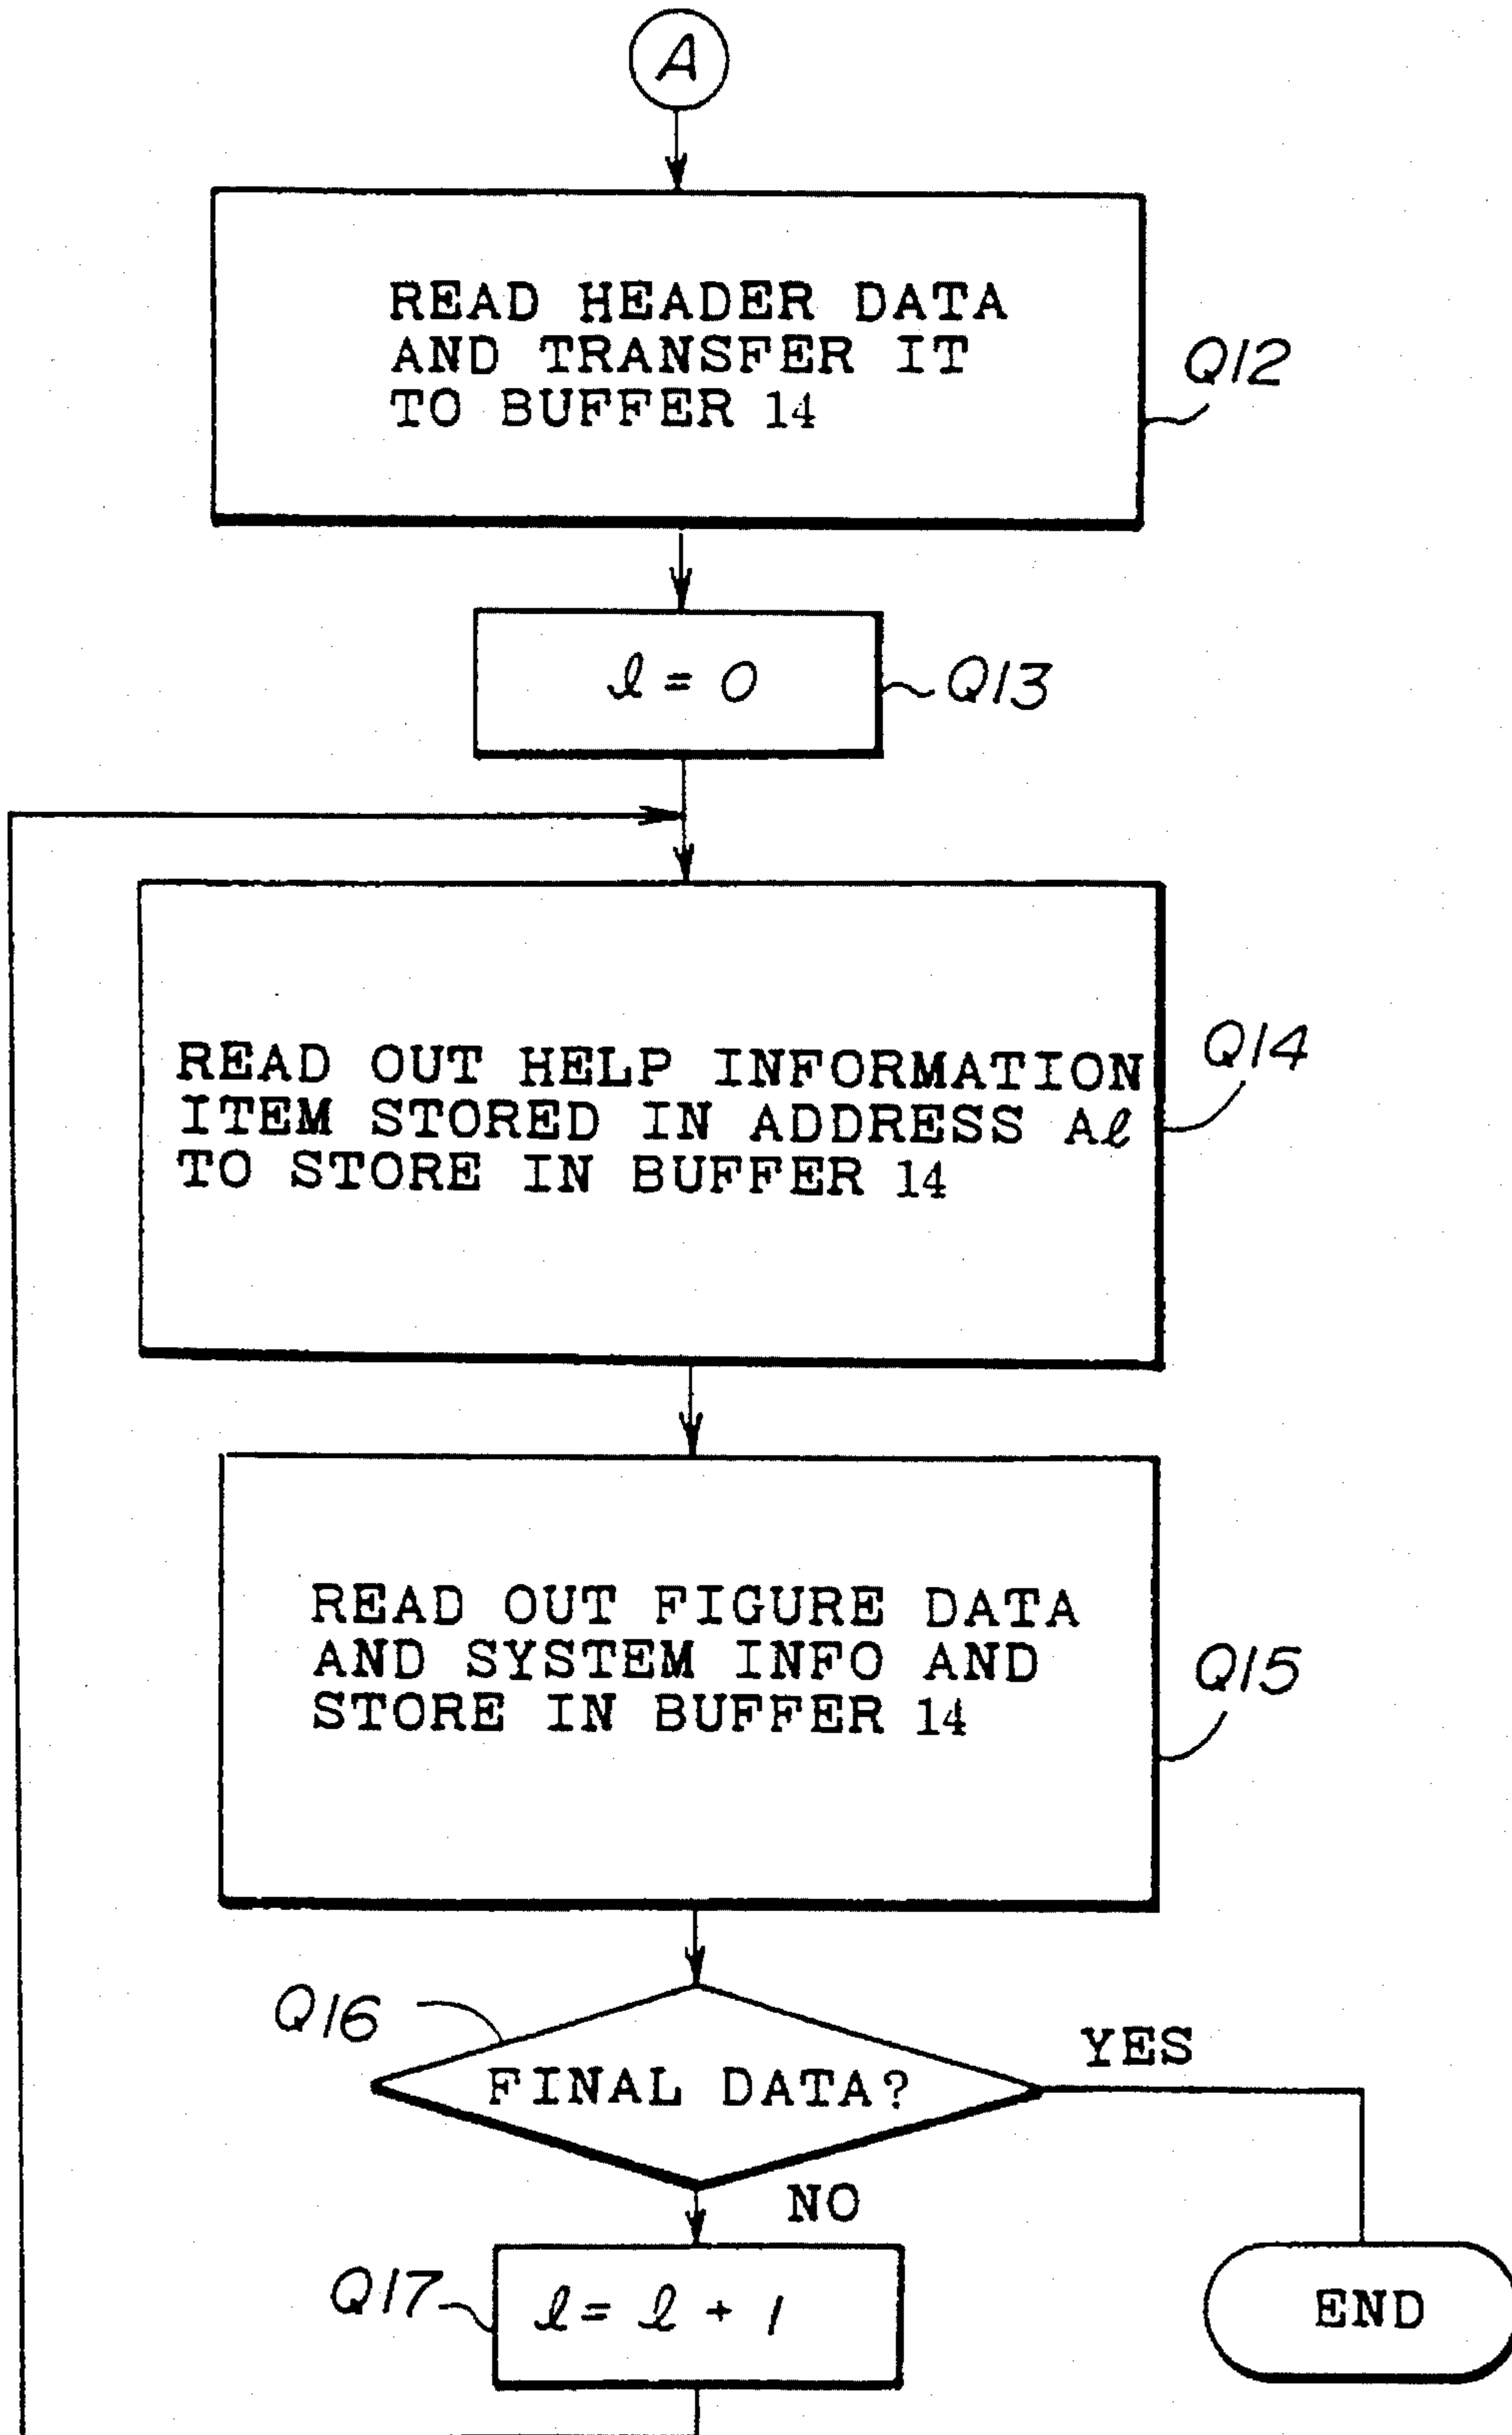 A
READ HEADER DATA
AND TRANSFER IT
TO BUFFER 14
Q12
ℓ = 0
Q13
READ OUT HELP INFORMATION
ITEM STORED IN ADDRESS Aℓ
TO STORE IN BUFFER 14
Q14
READ OUT FIGURE DATA
AND SYSTEM INFO AND
STORE IN BUFFER 14
Q15
Q16
FINAL DATA?
YES
NO
Q17
ℓ = ℓ + 1
END